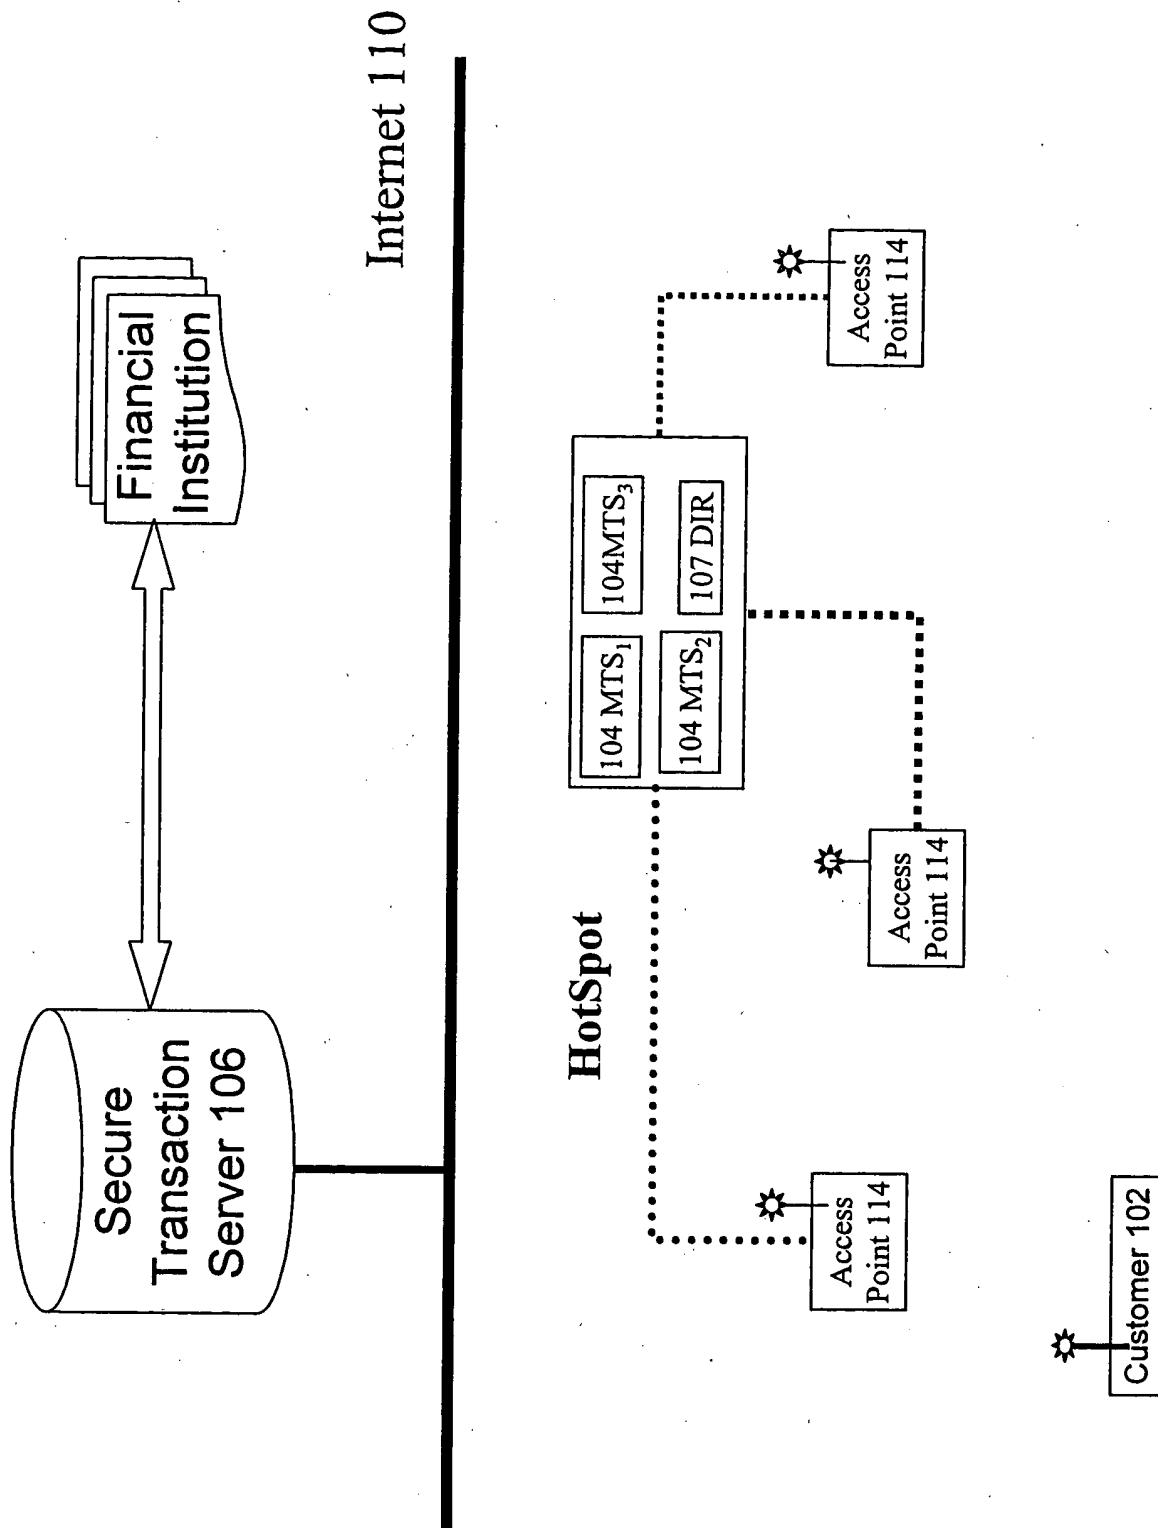 Secure
Transaction
Server 106
Financial
Institution
Internet 110
HotSpot
104 MTS₁
104MTS₃
104 MTS₂
107 DIR
Access
Point 114
Access
Point 114
Access
Point 114
Customer 102